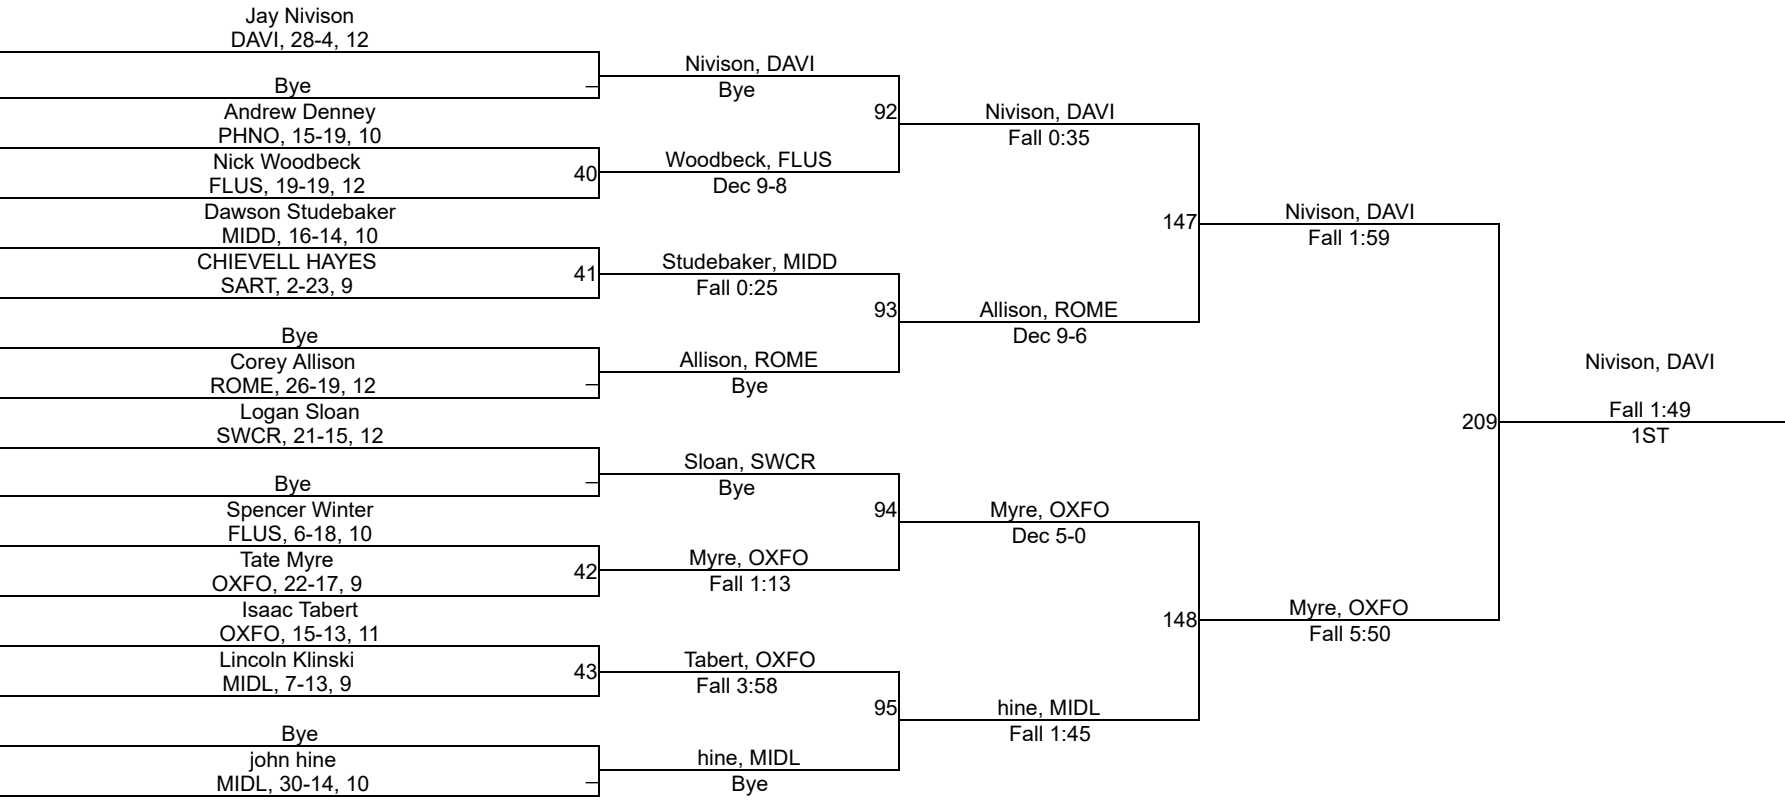 Jay Nivison
DAVI, 28-4, 12
Bye
Andrew Denney
PHNO, 15-19, 10
Nick Woodbeck
FLUS, 19-19, 12
40
Dawson Studebaker
MIDD, 16-14, 10
CHIEVELL HAYES
SART, 2-23, 9
41
Bye
Corey Allison
ROME, 26-19, 12
Logan Sloan
SWCR, 21-15, 12
Bye
Spencer Winter
FLUS, 6-18, 10
Tate Myre
OXFO, 22-17, 9
42
Isaac Tabert
OXFO, 15-13, 11
Lincoln Klinski
MIDL, 7-13, 9
43
Bye
john hine
MIDL, 30-14, 10
Nivison, DAVI
Bye
92
Woodbeck, FLUS
Dec 9-8
Studebaker, MIDD
Fall 0:25
93
Allison, ROME
Bye
Sloan, SWCR
Bye
94
Myre, OXFO
Fall 1:13
Tabert, OXFO
Fall 3:58
95
hine, MIDL
Bye
Nivison, DAVI
Fall 0:35
147
Allison, ROME
Dec 9-6
Myre, OXFO
Dec 5-0
148
hine, MIDL
Fall 1:45
Nivison, DAVI
Fall 1:59
209
Myre, OXFO
Fall 5:50
Nivison, DAVI
Fall 1:49
1ST